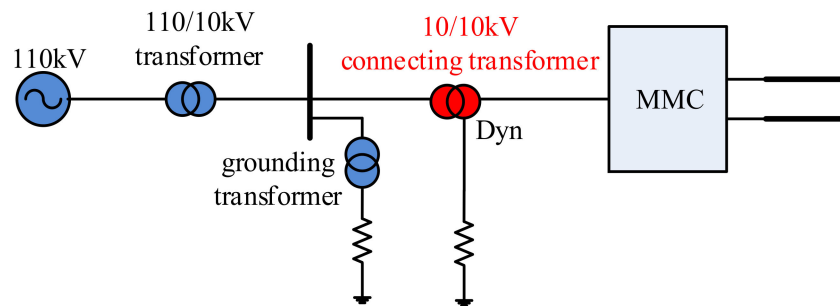 110kV
110/10kV
transformer
10/10kV
connecting transformer
MMC
Dyn
grounding
transformer